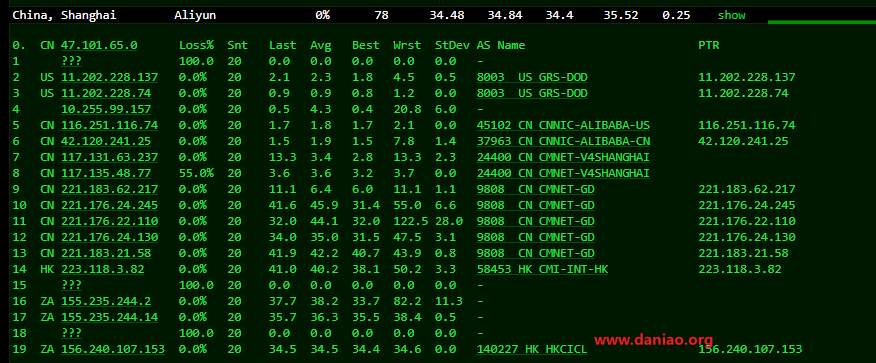 China, Shanghai Aliyun 0% 78 34.48 34.84 34.4 35.52 0.25 show
0. CN 47.101.65.0 Loss% Snt Last Avg Best Wrst StDev AS Name PTR
1 ??? 100.0 20 0.0 0.0 0.0 0.0 0.0 -
2 US 11.202.228.137 0.0% 20 2.1 2.3 1.8 4.5 0.5 8003 US GRS-DOD 11.202.228.137
3 US 11.202.228.74 0.0% 20 0.9 0.9 0.8 1.2 0.0 8003 US GRS-DOD 11.202.228.74
4 10.255.99.157 0.0% 20 0.5 4.3 0.4 20.8 6.0 -
5 CN 116.251.116.74 0.0% 20 1.7 1.8 1.7 2.1 0.0 45102 CN CNNIC-ALIBABA-US 116.251.116.74
6 CN 42.120.241.25 0.0% 20 1.5 1.9 1.5 7.8 1.4 37963 CN CNNIC-ALIBABA-CN 42.120.241.25
7 CN 117.131.63.237 0.0% 20 13.3 3.4 2.8 13.3 2.3 24400 CN CMNET-V4SHANGHAI
8 CN 117.135.48.77 55.0% 20 3.6 3.6 3.2 3.7 0.0 24400 CN CMNET-V4SHANGHAI
9 CN 221.183.62.217 0.0% 20 11.1 6.4 6.0 11.1 1.1 9808 CN CMNET-GD 221.183.62.217
10 CN 221.176.24.245 0.0% 20 41.6 45.9 31.4 55.0 6.6 9808 CN CMNET-GD 221.176.24.245
11 CN 221.176.22.110 0.0% 20 32.0 44.1 32.0 122.5 28.0 9808 CN CMNET-GD 221.176.22.110
12 CN 221.176.24.130 0.0% 20 34.0 35.0 31.5 47.5 3.1 9808 CN CMNET-GD 221.176.24.130
13 CN 221.183.21.58 0.0% 20 41.9 42.2 40.7 43.9 0.8 9808 CN CMNET-GD 221.183.21.58
14 HK 223.118.3.82 0.0% 20 41.0 40.2 38.1 50.2 3.3 58453 HK CMI-INT-HK 223.118.3.82
15 ??? 100.0 20 0.0 0.0 0.0 0.0 0.0 -
16 ZA 155.235.244.2 0.0% 20 37.7 38.2 33.7 82.2 11.3 -
17 ZA 155.235.244.14 0.0% 20 35.7 36.3 35.5 38.4 0.5 -
18 ??? 100.0 20 0.0 0.0 0.0 0.0 0.0 -
www.daniao.org
19 ZA 156.240.107.153 0.0% 20 34.5 34.5 34.4 34.6 0.0 140227 HK HKCICL 156.240.107.153